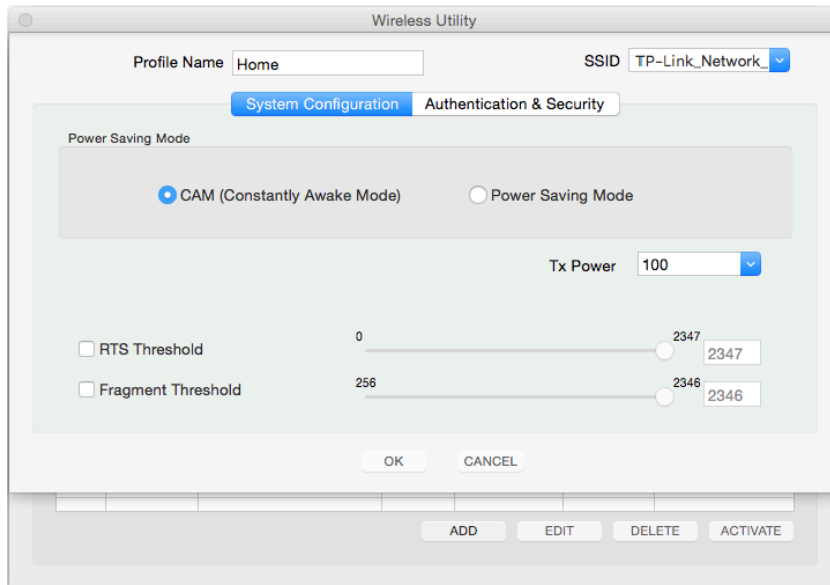 Wireless Utility
Profile Name Home SSID TP-Link_Network_
System Configuration Authentication & Security
Power Saving Mode
CAM (Constantly Awake Mode) Power Saving Mode
Tx Power 100
0 2347
RTS Threshold 2347
256 2346
Fragment Threshold 2346
OK CANCEL
ADD EDIT DELETE ACTIVATE